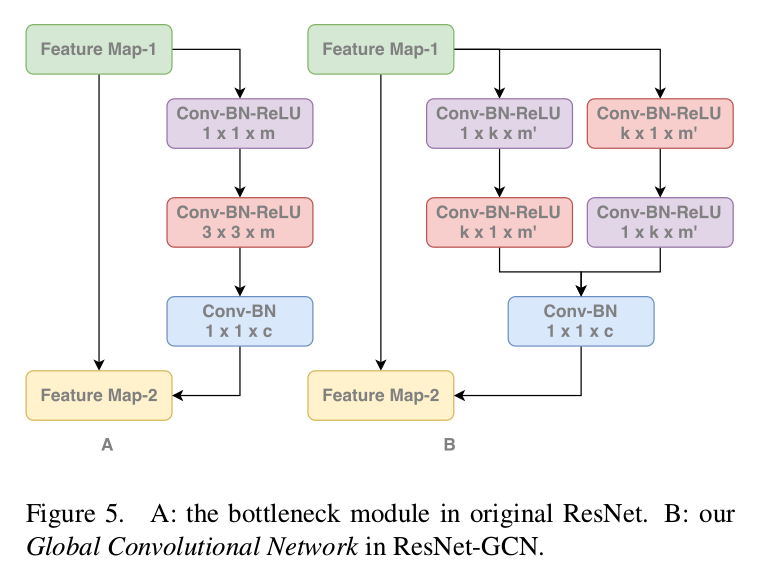 Feature Map-1
Conv-BN-ReLU
1 x 1 x m
Conv-BN-ReLU
3 x 3 x m
Conv-BN
1 x 1 x c
Feature Map-2
A
Feature Map-1
Conv-BN-ReLU
1 x k x m'
Conv-BN-ReLU
k x 1 x m'
Conv-BN-ReLU
k x 1 x m'
Conv-BN-ReLU
1 x k x m'
Conv-BN
1 x 1 x c
Feature Map-2
B
Figure 5. A: the bottleneck module in original ResNet. B: our
Global Convolutional Network in ResNet-GCN.